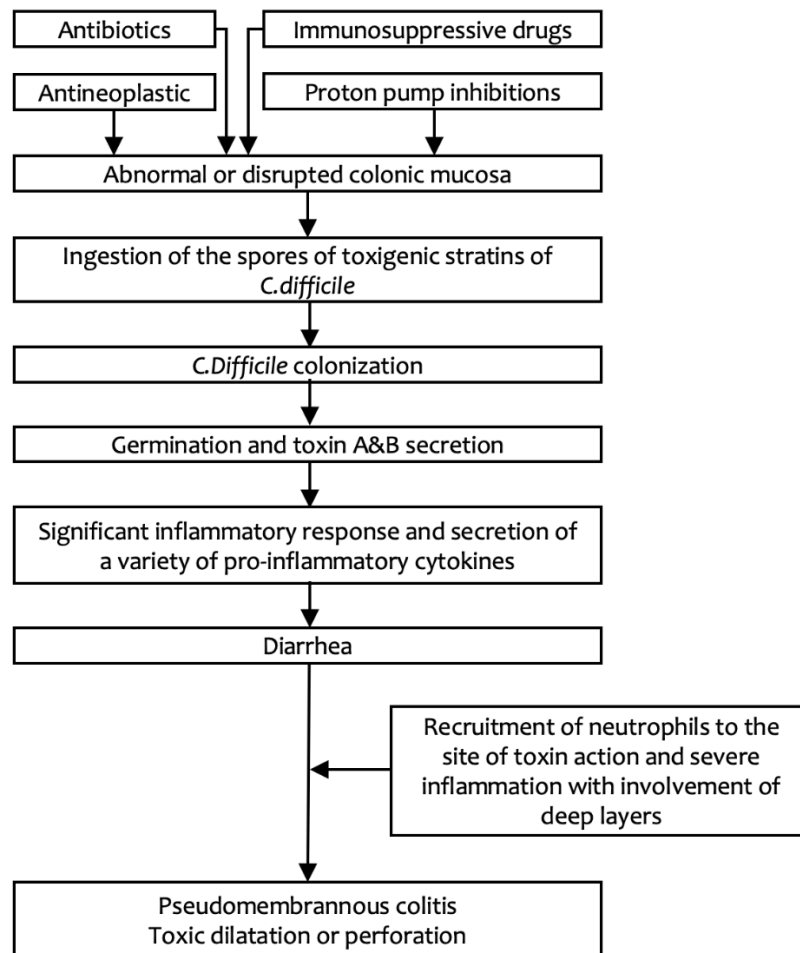 Antibiotics
Immunosuppressive drugs
Antineoplastic
Proton pump inhibitions
Abnormal or disrupted colonic mucosa
Ingestion of the spores of toxigenic stratins of
C.difficile
C.Difficile colonization
Germination and toxin A&B secretion
Significant inflammatory response and secretion of
a variety of pro-inflammatory cytokines
Diarrhea
Recruitment of neutrophils to the
site of toxin action and severe
inflammation with involvement of
deep layers
Pseudomembrannous colitis
Toxic dilatation or perforation